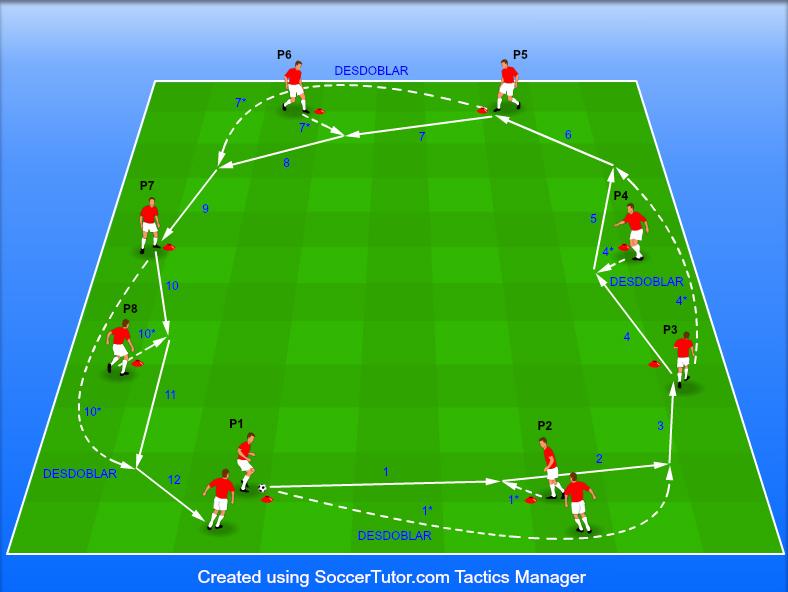 P6
P5
DESDOBLAR
7*
7*
7
6
8
P7
P4
9
5
4*
DESDOBLAR
10
4*
P8
P3
10*
4
11
10*
3
P1
P2
DESDOBLAR
12
1
2
1*
1*
DESDOBLAR
Created using SoccerTutor.com Tactics Manager